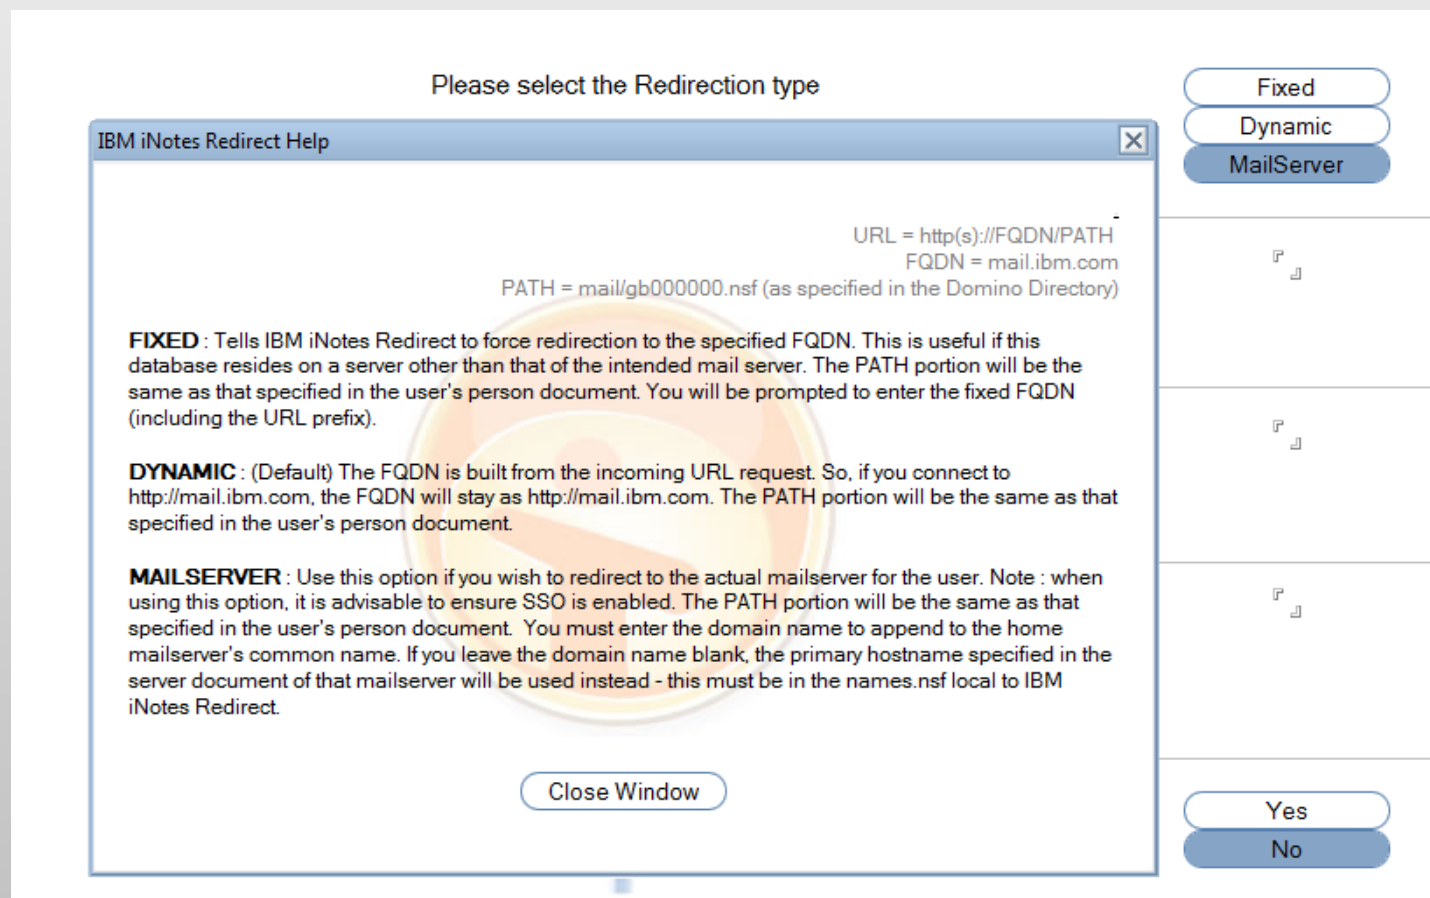 Please select the Redirection type
Fixed
Dynamic
MailServer
IBM iNotes Redirect Help
URL = http(s)://FQDN/PATH
FQDN = mail.ibm.com
PATH = mail/gb000000.nsf (as specified in the Domino Directory)
FIXED : Tells IBM iNotes Redirect to force redirection to the specified FQDN. This is useful if this
database resides on a server other than that of the intended mail server. The PATH portion will be the
same as that specified in the user's person document. You will be prompted to enter the fixed FQDN
(including the URL prefix).
DYNAMIC : (Default) The FQDN is built from the incoming URL request. So, if you connect to
http://mail.ibm.com, the FQDN will stay as http://mail.ibm.com. The PATH portion will be the same as that
specified in the user's person document.
MAILSERVER : Use this option if you wish to redirect to the actual mailserver for the user. Note : when
using this option, it is advisable to ensure SSO is enabled. The PATH portion will be the same as that
specified in the user's person document.  You must enter the domain name to append to the home
mailserver's common name. If you leave the domain name blank, the primary hostname specified in the
server document of that mailserver will be used instead - this must be in the names.nsf local to IBM
iNotes Redirect.
Close Window
Yes
No